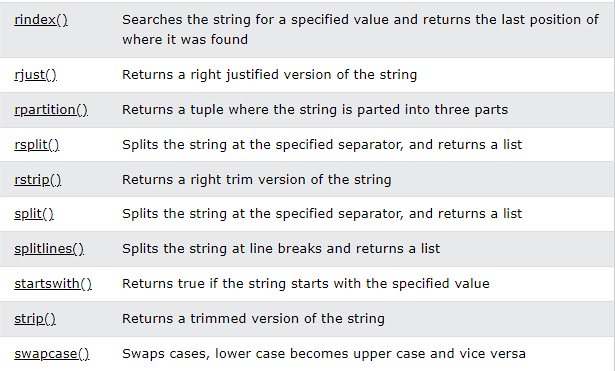 rindex() Searches the string for a specified value and returns the last position of
where it was found
rjust() Returns a right justified version of the string
rpartition() Returns a tuple where the string is parted into three parts
rsplit() Splits the string at the specified separator, and returns a list
rstrip() Returns a right trim version of the string
split() Splits the string at the specified separator, and returns a list
splitlines() Splits the string at line breaks and returns a list
startswith() Returns true if the string starts with the specified value
strip() Returns a trimmed version of the string
swapcase() Swaps cases, lower case becomes upper case and vice versa